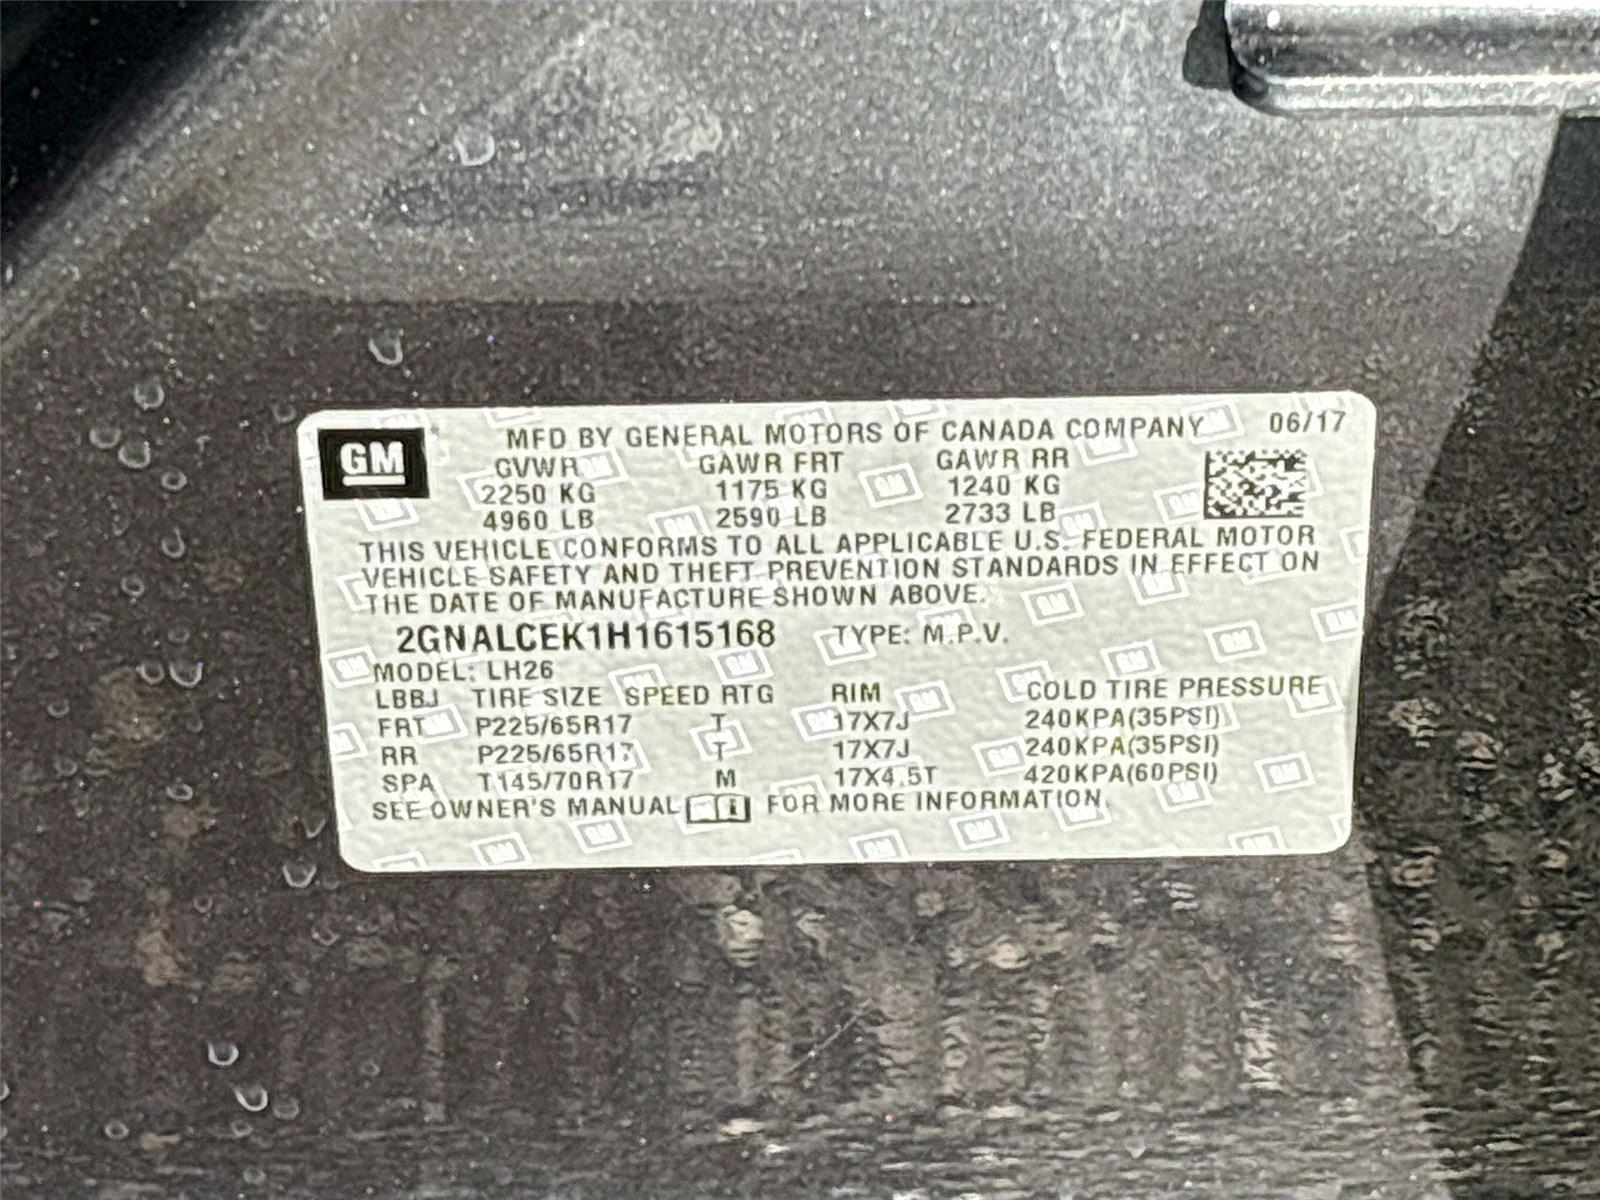 GM
MFD BY GENERAL MOTORS OF CANADA COMPANY 06/17
GVWR GAWR FRT GAWR RR
2250 KG 1175 KG 1240 KG
4960 LB 2590 LB 2733 LB
THIS VEHICLE CONFORMS TO ALL APPLICABLE U.S. FEDERAL MOTOR
VEHICLE SAFETY AND THEFT PREVENTION STANDARDS IN EFFECT ON
THE DATE OF MANUFACTURE SHOWN ABOVE.
2GNALCEK1H1615168 TYPE: M.P.V.
MODEL: LH26
LBBJ TIRE SIZE SPEED RTG RIM COLD TIRE PRESSURE
FRT P225/65R17 T 17X7J 240KPA(35PSI)
RR P225/65R17 T 17X7J 240KPA(35PSI)
SPA T145/70R17 M 17X4.5T 420KPA(60PSI)
SEE OWNER'S MANUAL i FOR MORE INFORMATION.